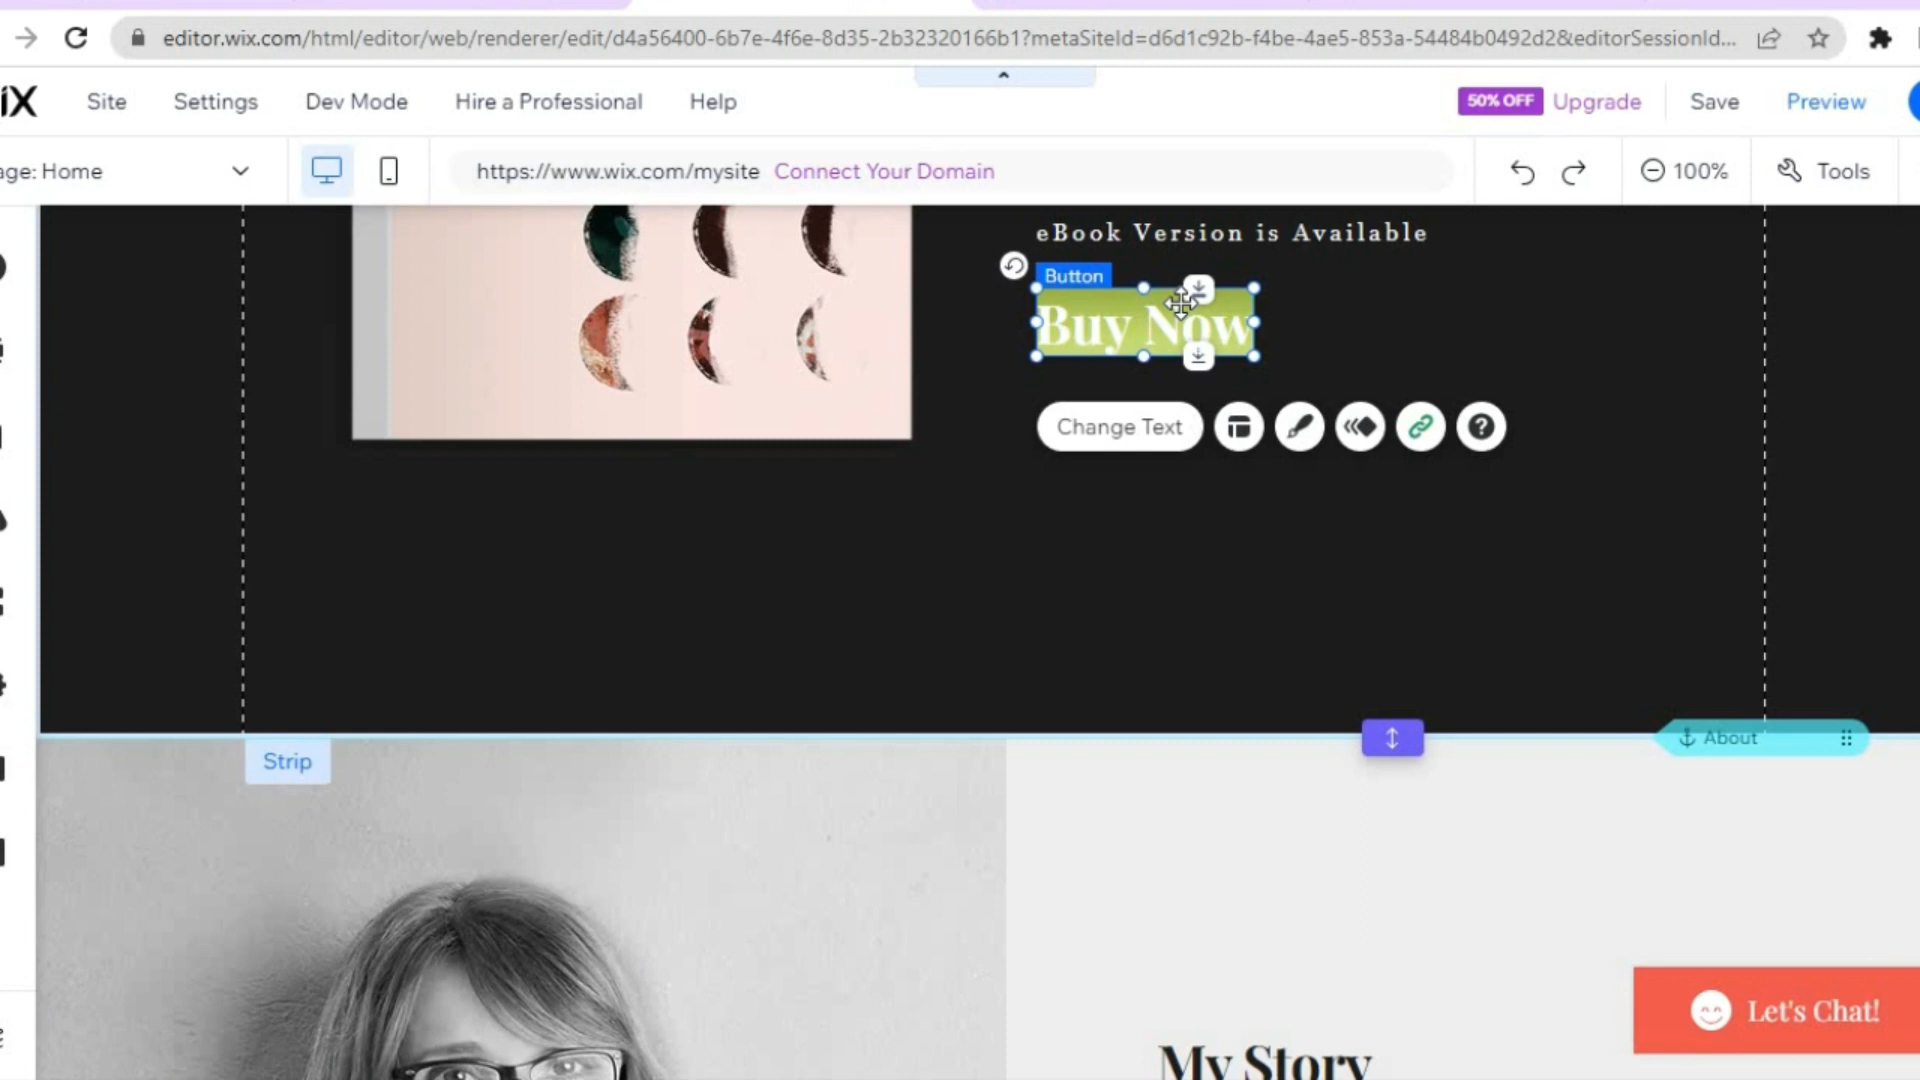 editor.wix.com/html/editor/web/renderer/edit/d4a56400-6b7e-4f6e-8d35-2b32320166b1?metaSiteId=d6d1c92b-f4be-4ae5-853a-54484b0492d2&editorSessionId...
iX Site Settings Dev Mode Hire a Professional Help 50% OFF Upgrade Save Preview
age: Home https://www.wix.com/mysite Connect Your Domain 100% Tools
eBook Version is Available
Button
Buy Now
Change Text
About
Strip
Let's Chat!
My Story